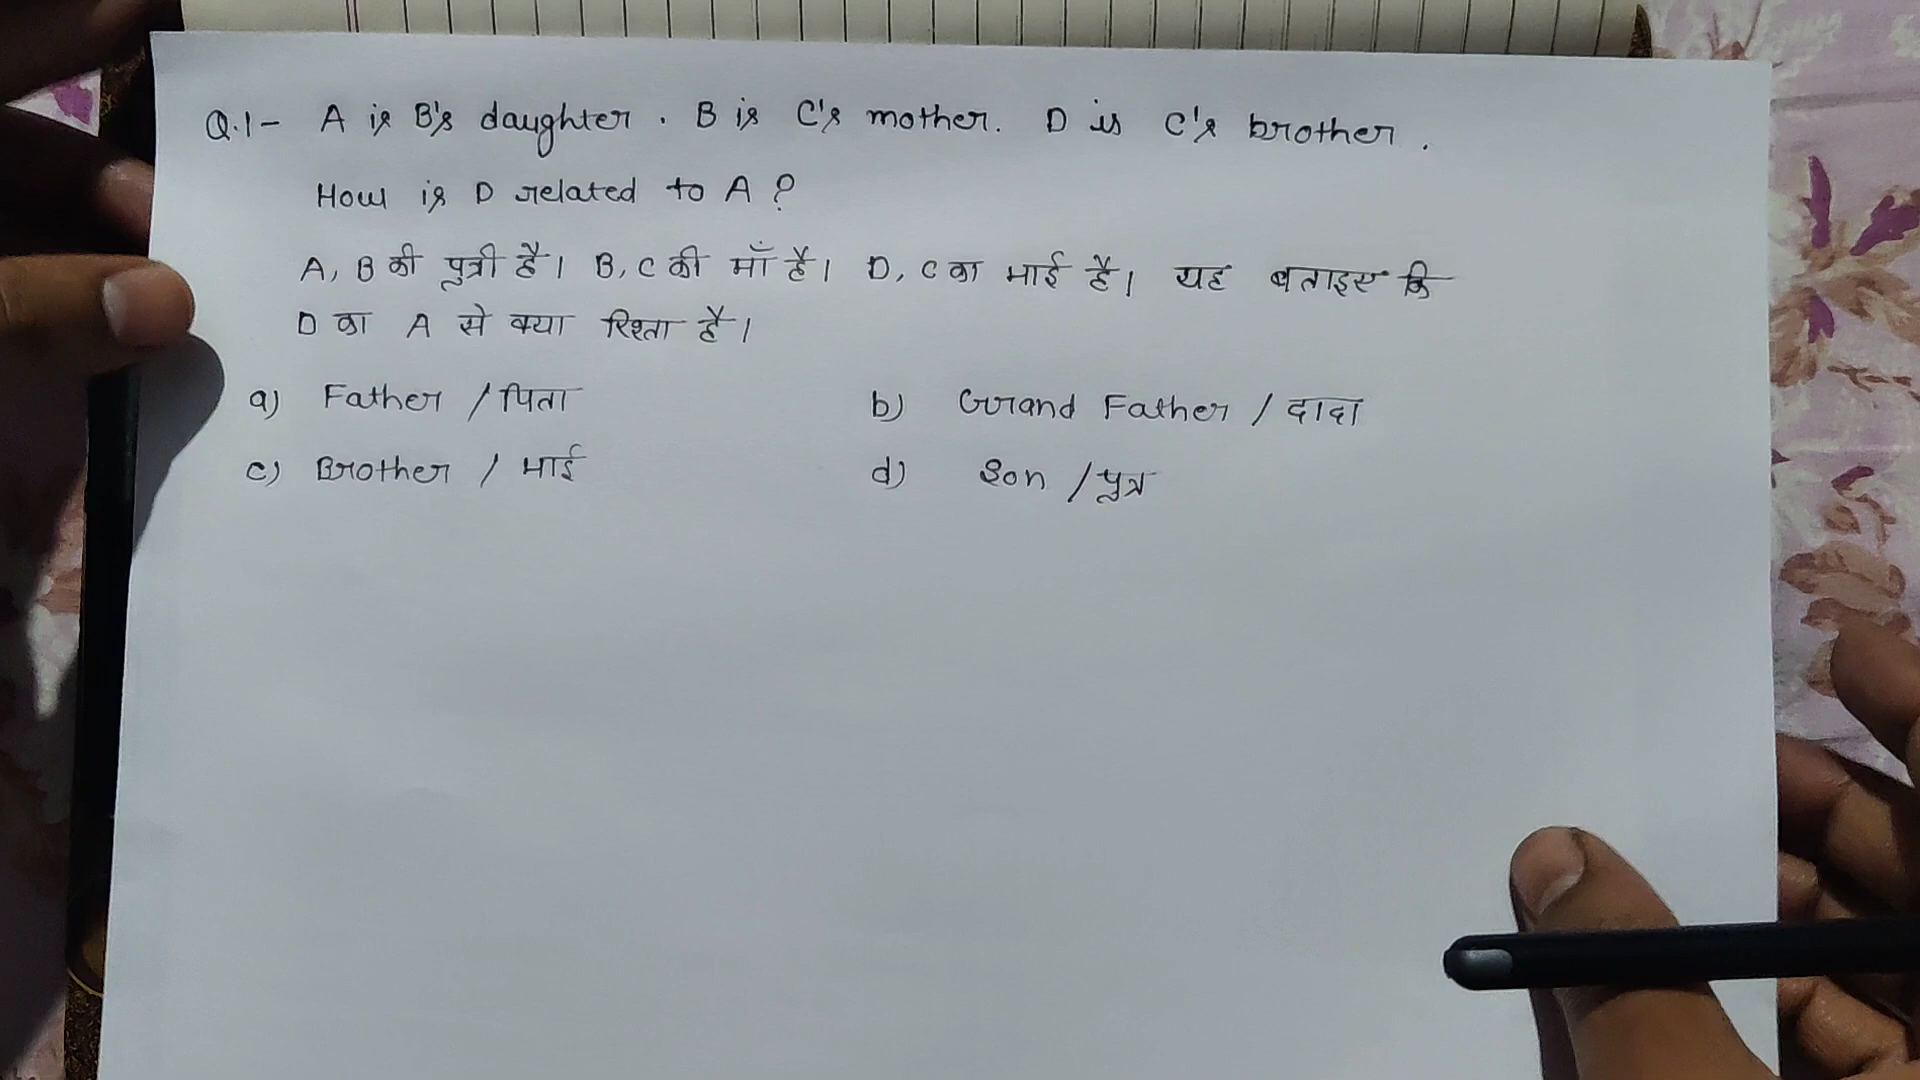 Q.1- A is B's daughter. B is C's mother. D is C's brother.
How is D related to A ?
A, B की पुत्री है। B, C की माँ है। D, C का भाई है। यह बताइए कि
D का A से क्या रिश्ता है।
a) Father / पिता b) Grand Father / दादा
c) Brother / भाई d) Son / पुत्र